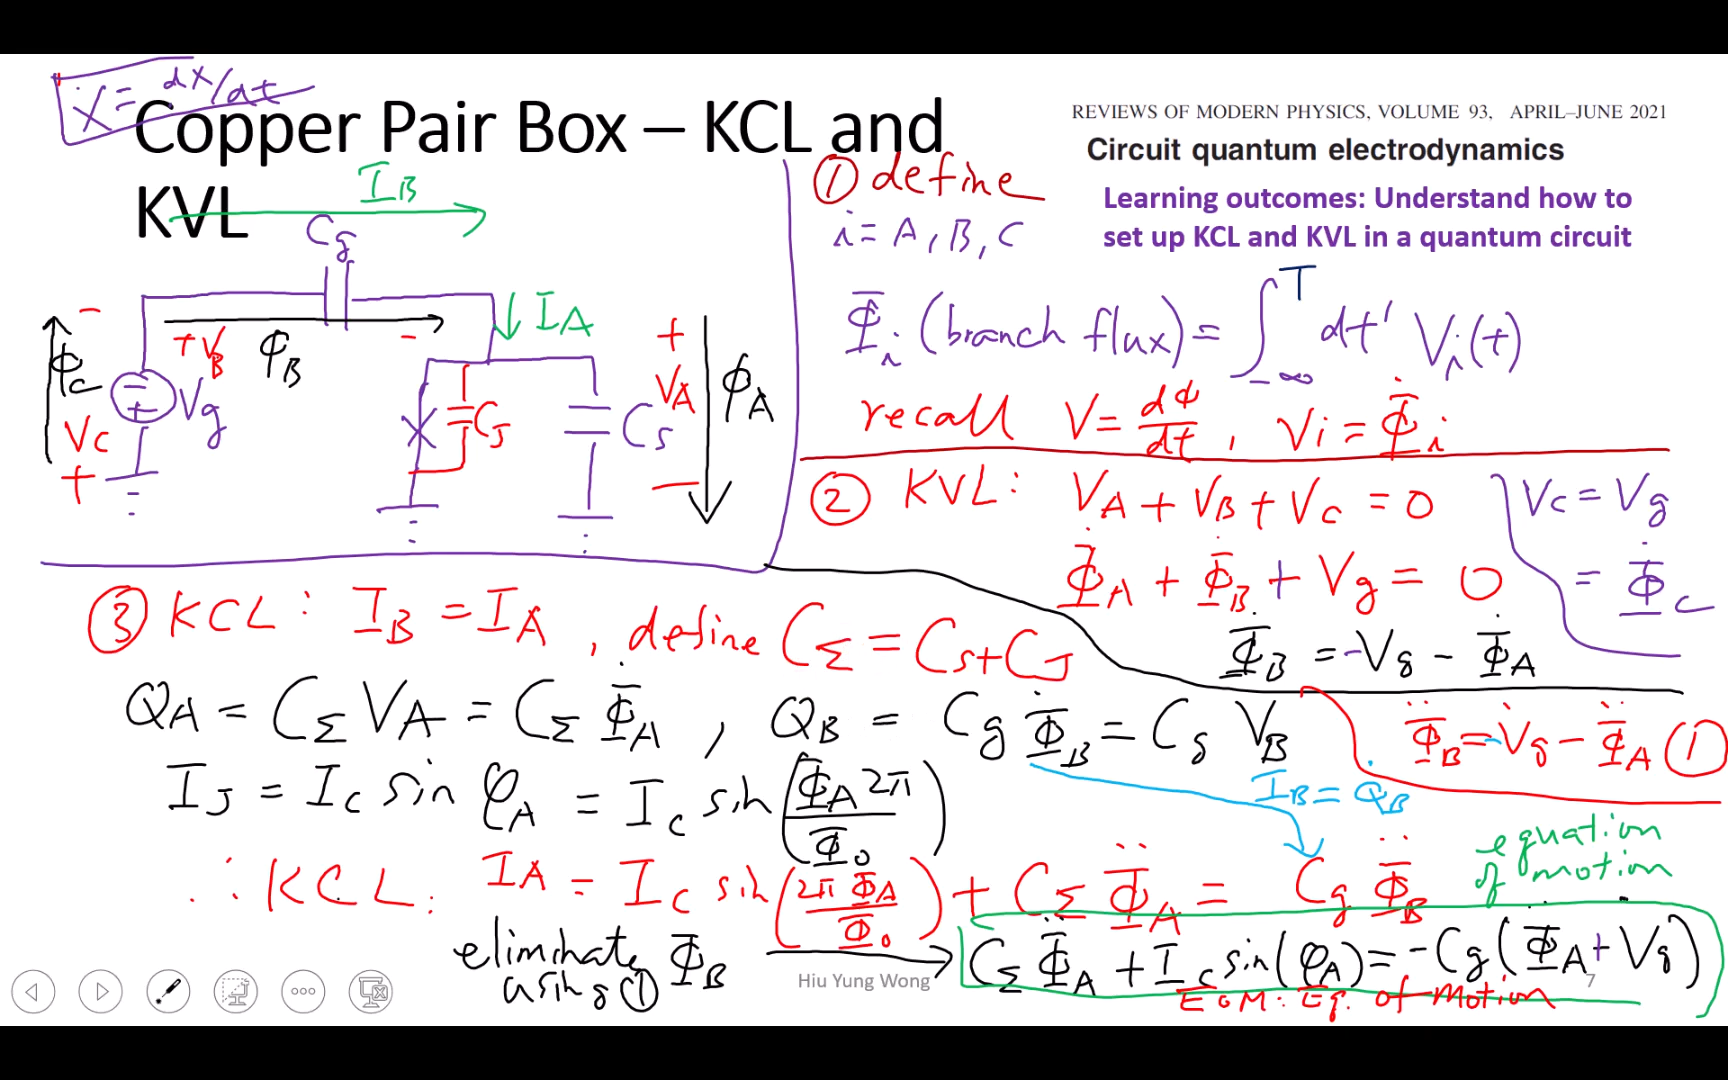 Ẋ = dx/dt
Copper Pair Box – KCL and
KVL
REVIEWS OF MODERN PHYSICS, VOLUME 93, APRIL–JUNE 2021
Circuit quantum electrodynamics
Learning outcomes: Understand how to
set up KCL and KVL in a quantum circuit
I_B
C_g
I_A
+ V_B -
Φ_B
Φ_C
- V_C +
V_g
C_J
C_S
+ V_A -
Φ_A
① define
i = A, B, C
Φ_i (branch flux) = ∫_{-∞}^{T} dt' V_i(t)
recall V = dΦ/dt, V_i = Φ̇_i
② KVL: V_A + V_B + V_C = 0
Φ̇_A + Φ̇_B + V_g = 0
Φ̇_B = -V_g - Φ̇_A
V_C = V_g
= Φ̇_C
Φ̈_B = -V̇_g - Φ̈_A ①
③ KCL: I_B = I_A, define C_Σ = C_S + C_J
Q_A = C_Σ V_A = C_Σ Φ̇_A, Q_B = C_g Φ̇_B = C_g V_B
I_J = I_C sin φ_A = I_C sin(Φ_A 2π / Φ_0)
I_B = Q̇_B
∴ KCL: I_A = I_C sin(2π Φ_A / Φ_0) + C_Σ Φ̈_A = C_g Φ̈_B
equation
of motion
eliminate Φ_B
using ①
C_Σ Φ̈_A + I_C sin(φ_A) = -C_g(Φ̈_A + V̇_g)
EOM: Eq. of motion
Hiu Yung Wong
7